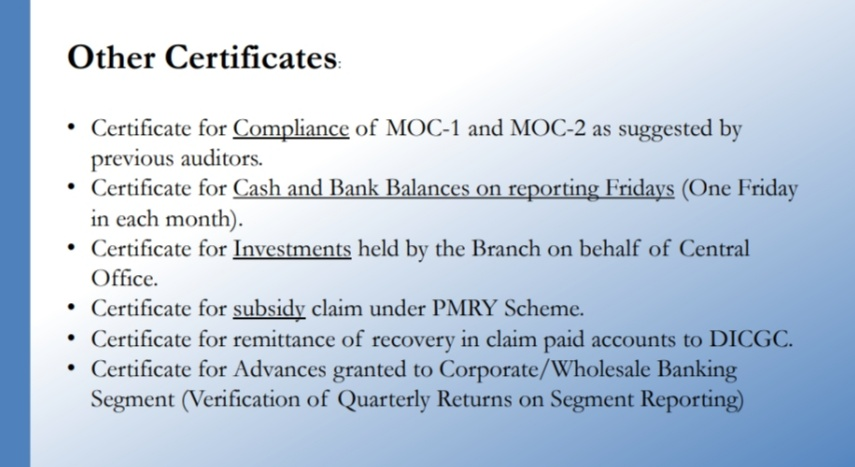 Other Certificates:
• Certificate for Compliance of MOC-1 and MOC-2 as suggested by
previous auditors.
• Certificate for Cash and Bank Balances on reporting Fridays (One Friday
in each month).
• Certificate for Investments held by the Branch on behalf of Central
Office.
• Certificate for subsidy claim under PMRY Scheme.
• Certificate for remittance of recovery in claim paid accounts to DICGC.
• Certificate for Advances granted to Corporate/Wholesale Banking
Segment (Verification of Quarterly Returns on Segment Reporting)